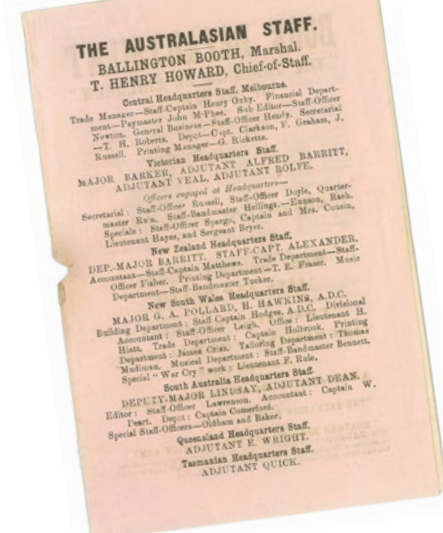 THE AUSTRALASIAN STAFF.
BALLINGTON BOOTH, Marshal.
T. HENRY HOWARD, Chief-of-Staff.
Central Headquarters Staff, Melbourne.
Trade Manager—Staff-Captain Henry Oxby. Financial Depart-
ment—Paymaster John M'Phee. Sub Editor—Staff-Officer
Newton. General Business—Staff-Officer Hendy. Secretarial
—T. H. Roberts. Depot—Capt. Clarkson, F. Graham, J.
Russell. Printing Manager—G. Ricketts.
Victorian Headquarters Staff.
MAJOR BARKER, ADJUTANT ALFRED BARRITT,
ADJUTANT VEAL, ADJUTANT ROLFE.
Officers engaged at Headquarters—
Secretarial: Staff-Officer Russell, Staff-Officer Doyle, Quarter-
master Rain. Staff-Bandmaster Hellings.—Eunson, Rash.
Specials: Staff-Officer Spargo, Captain and Mrs. Cousin,
Lieutenant Hayes, and Sergeant Bryer.
New Zealand Headquarters Staff.
DEP.-MAJOR BARRITT. STAFF-CAPT. ALEXANDER.
Accountant—Staff-Captain Matthews. Trade Department—Staff-
Officer Fisher. Printing Department—T. E. Fraser. Music
Department—Staff-Bandmaster Tucker.
New South Wales Headquarters Staff.
MAJOR G. A. POLLARD, H. HAWKINS, A.D.C.
Building Department: Staff-Captain Hodges, A.D.C. Divisional
Accountant: Staff-Officer Leigh. Office: Lieutenant H.
Hiatt. Trade Department: Captain Holbrook. Printing
Department: James Criss. Tailoring Department: Thomas
Mudiman. Musical Department: Staff-Bandmaster Bennett.
Special "War Cry" work: Lieutenant F. Rule.
South Australia Headquarters Staff.
DEPUTY-MAJOR LINDSAY, ADJUTANT DEAN.
Editor: Staff-Officer Lawrenson. Accountant: Captain W.
Peart. Depot: Captain Comerford.
Special Staff-Officers—Oldham and Baker.
Queensland Headquarters Staff.
ADJUTANT E. WRIGHT.
Tasmanian Headquarters Staff.
ADJUTANT QUICK.